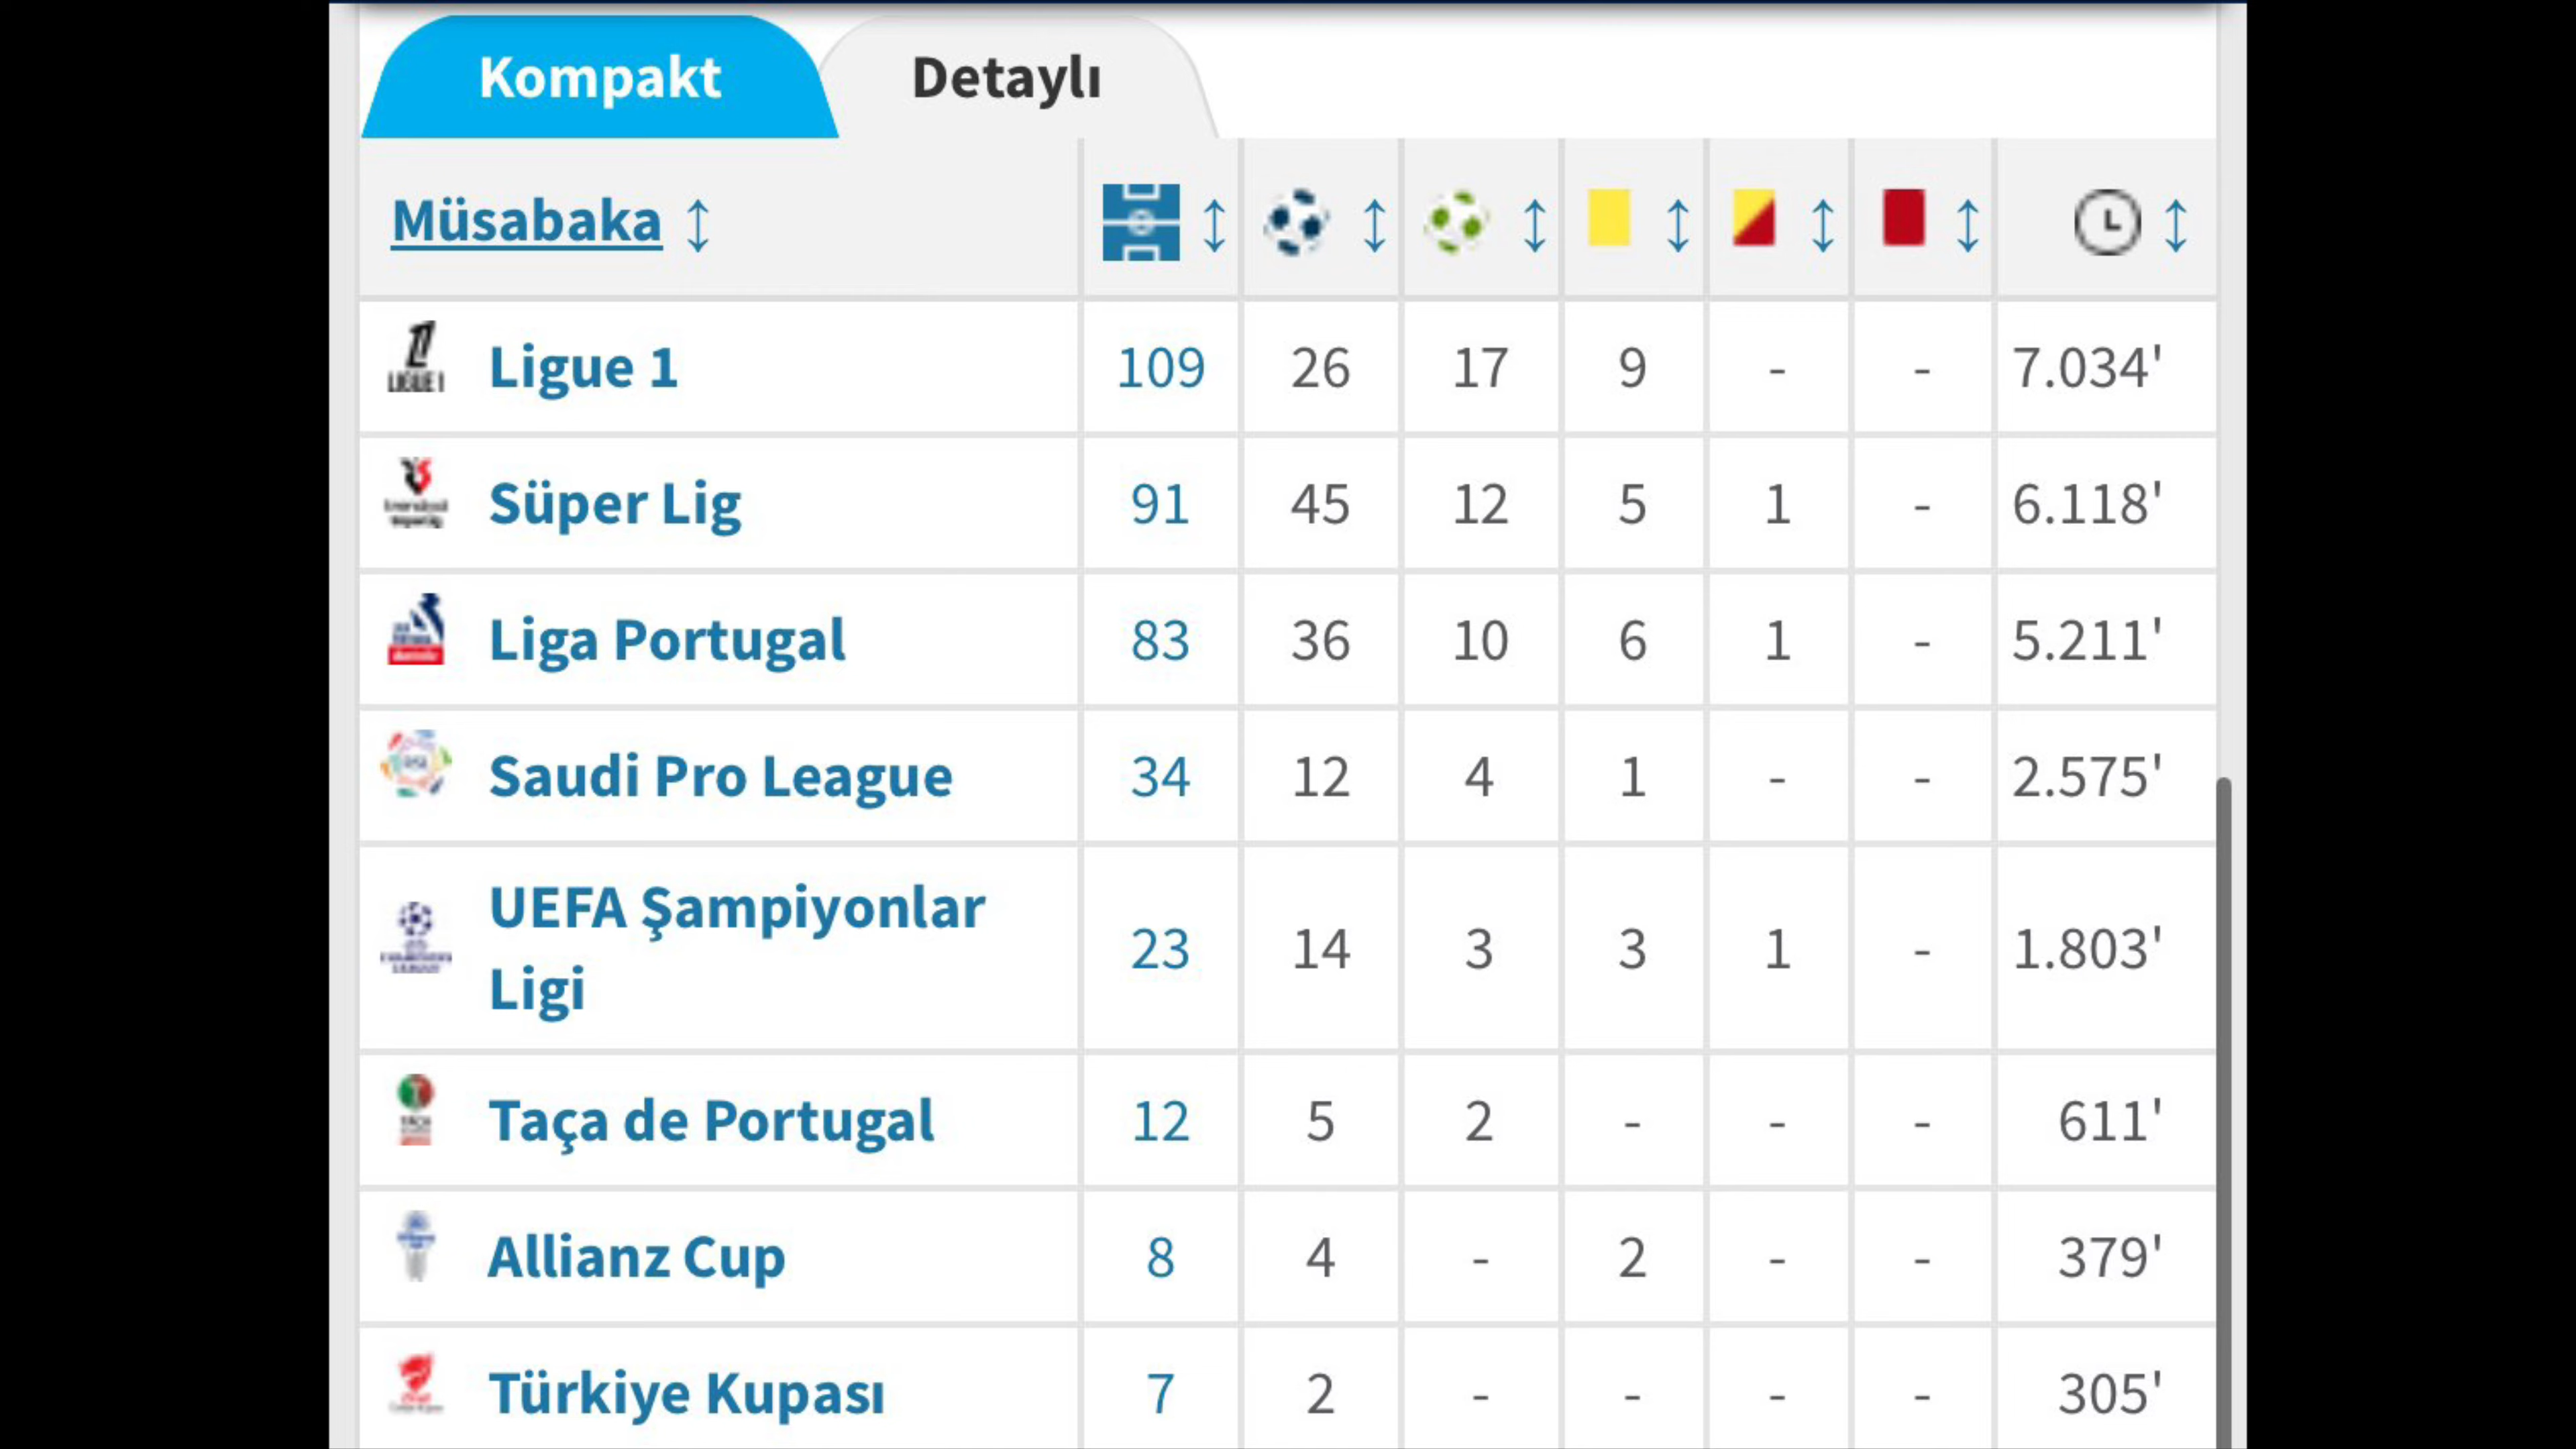 Kompakt Detaylı
Müsabaka
LIGUE 1
Ligue 1 109 26 17 9 - - 7.034'
Süper Lig 91 45 12 5 1 - 6.118'
Liga Portugal 83 36 10 6 1 - 5.211'
Saudi Pro League 34 12 4 1 - - 2.575'
UEFA Şampiyonlar
Ligi 23 14 3 3 1 - 1.803'
Taça de Portugal 12 5 2 - - - 611'
Allianz Cup 8 4 - 2 - - 379'
Türkiye Kupası 7 2 - - - - 305'